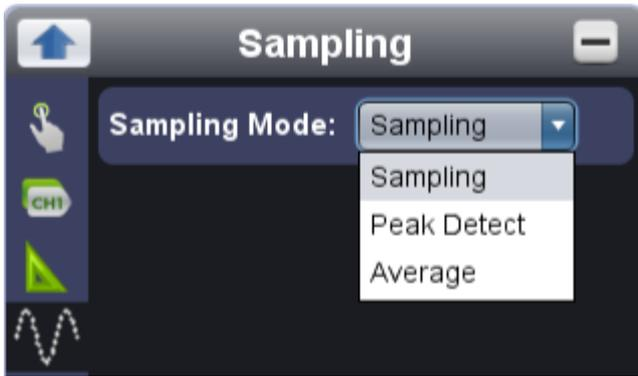 Sampling
Sampling Mode: Sampling
Sampling
CH1
Peak Detect
Average